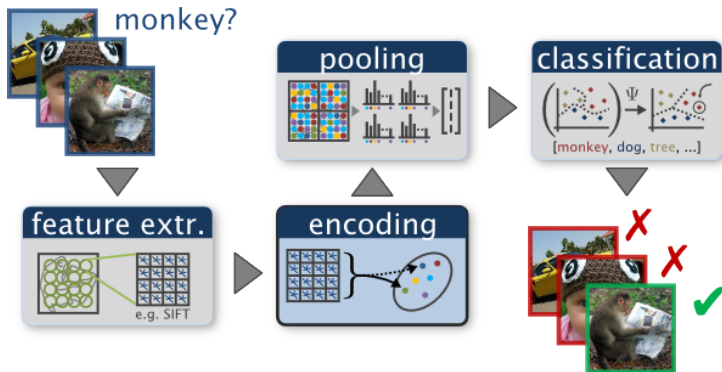 monkey?
feature extr.
e.g. SIFT
encoding
pooling
classification
Ψ
[monkey, dog, tree, ...]